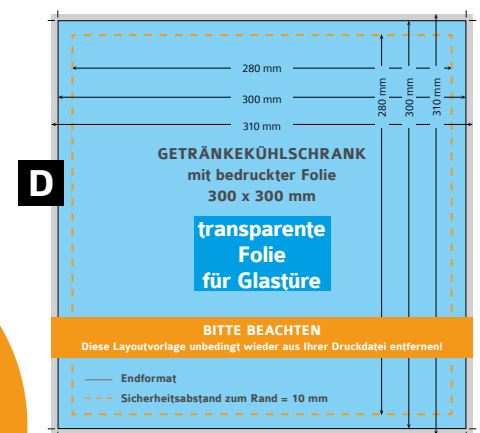 280 mm
300 mm
310 mm
280 mm
300 mm
310 mm
D
GETRÄNKEKÜHLSCHRANK
mit bedruckter Folie
300 x 300 mm
transparente
Folie
für Glastüre
BITTE BEACHTEN
Diese Layoutvorlage unbedingt wieder aus Ihrer Druckdatei entfernen!
Endformat
Sicherheitsabstand zum Rand = 10 mm